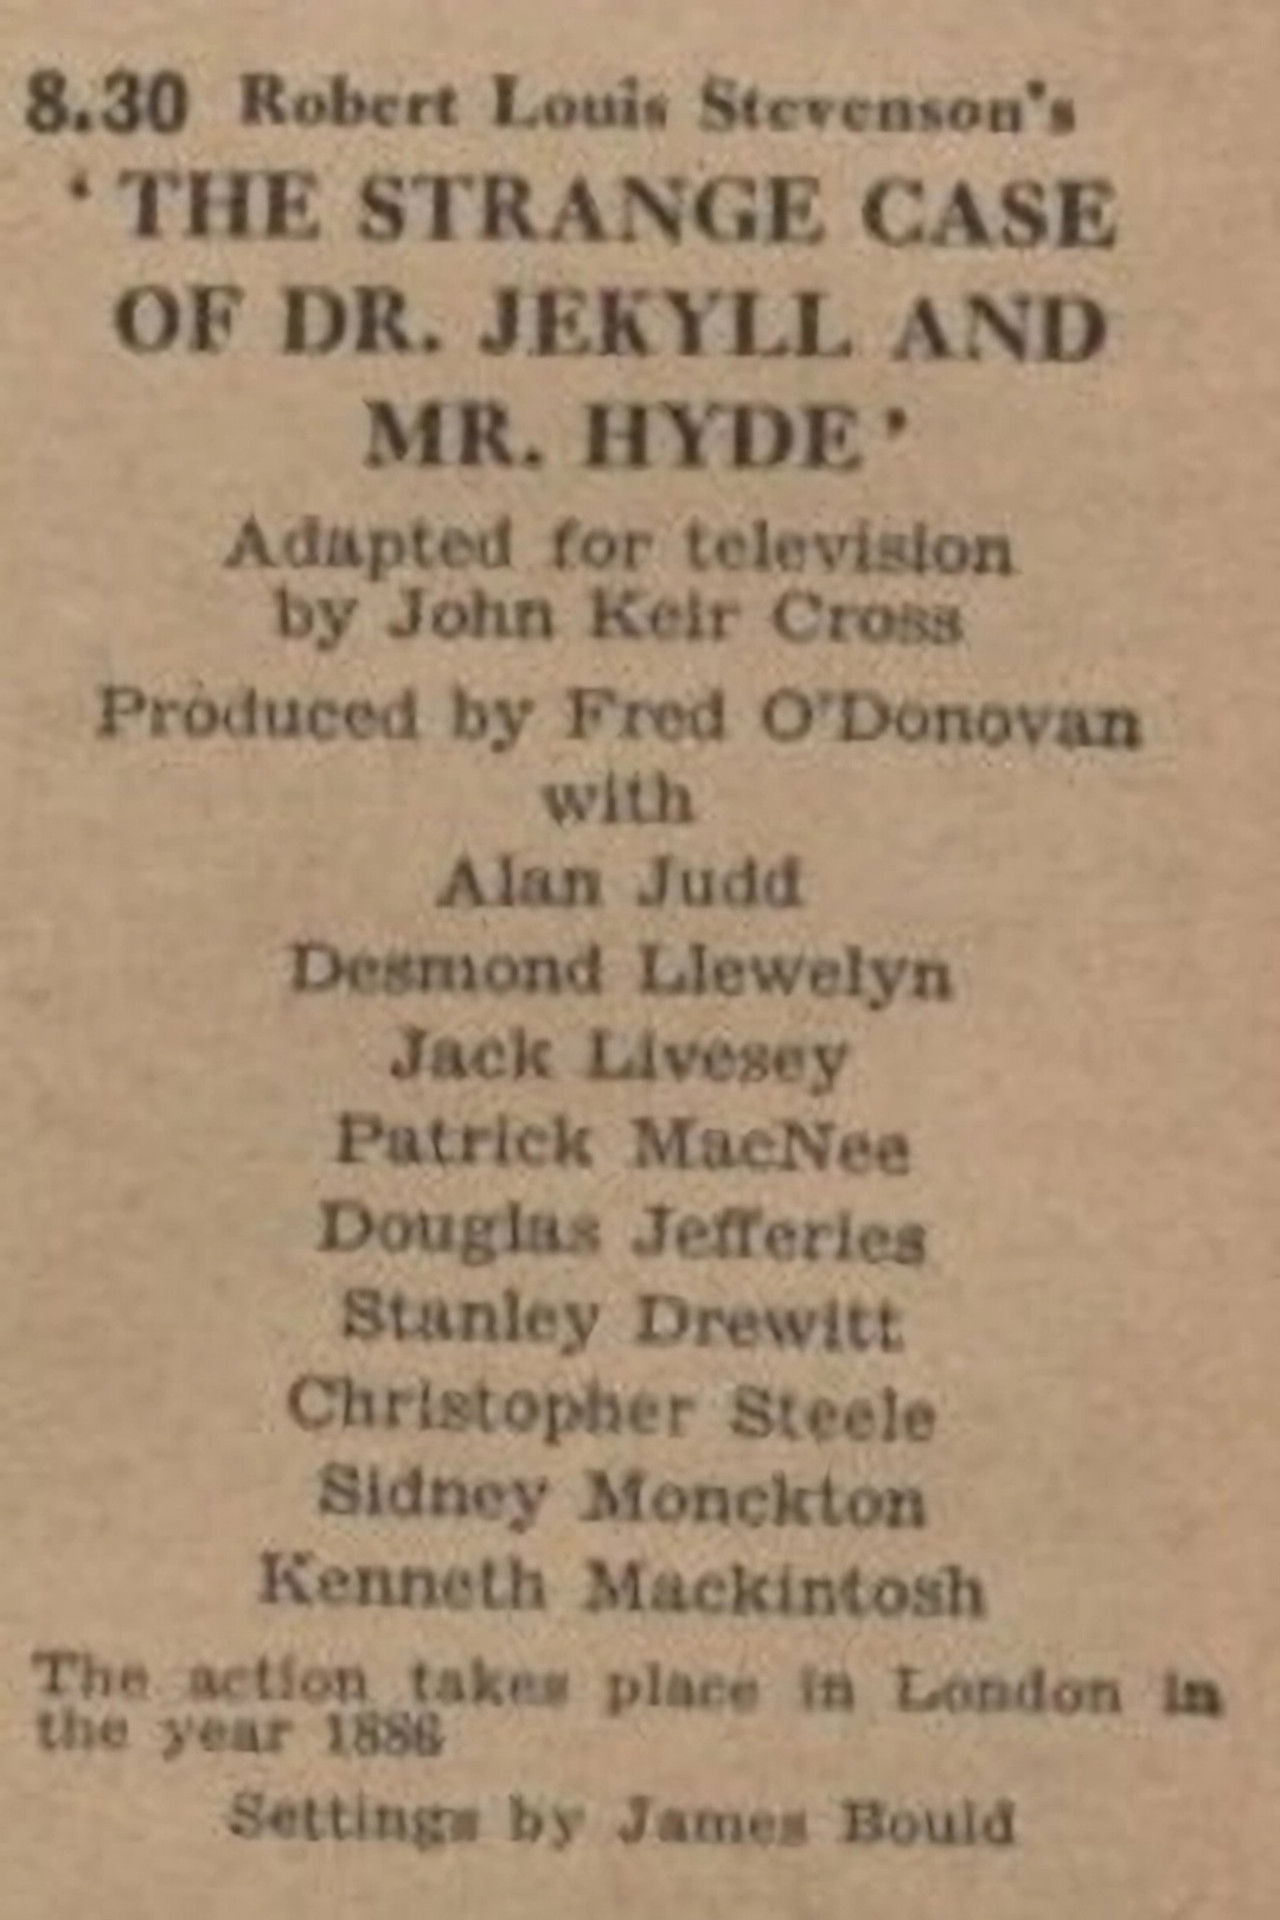 8.30 Robert Louis Stevenson's
'THE STRANGE CASE
OF DR. JEKYLL AND
MR. HYDE'
Adapted for television
by John Keir Cross
Produced by Fred O'Donovan
with
Alan Judd
Desmond Llewelyn
Jack Livesey
Patrick MacNee
Douglas Jefferies
Stanley Drewitt
Christopher Steele
Sidney Monckton
Kenneth Mackintosh
The action takes place in London in
the year 1886
Settings by James Bould